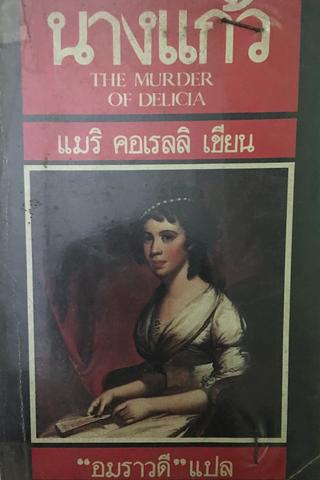 นางแก้ว
THE MURDER
OF DELICIA
แมรี คอเรลลี เขียน
“อมราวดี” แปล